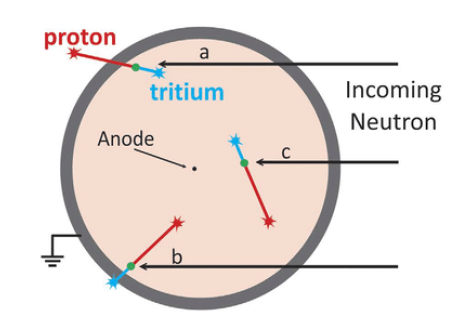 proton
a
tritium
Incoming
Neutron
Anode
c
b